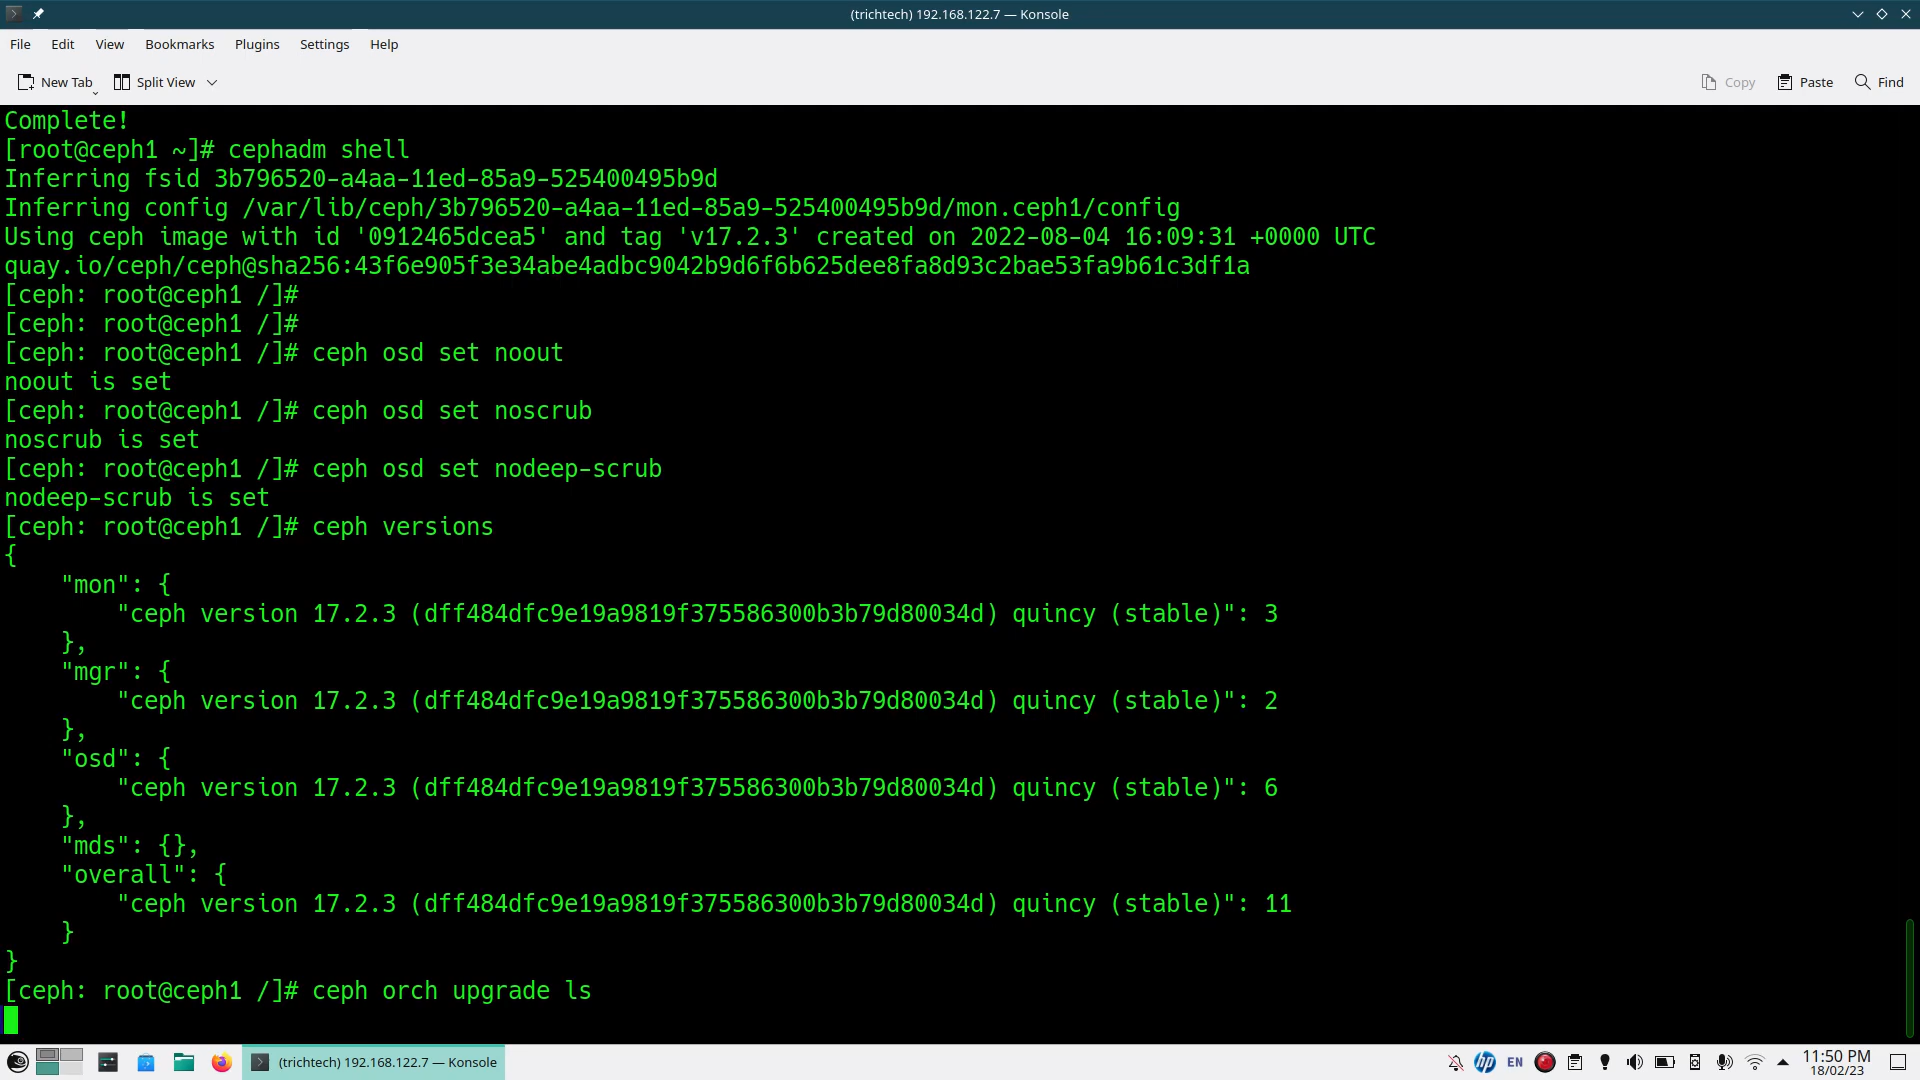 (trichtech) 192.168.122.7 — Konsole
File Edit View Bookmarks Plugins Settings Help
New Tab Split View Copy Paste Find
Complete!
[root@ceph1 ~]# cephadm shell
Inferring fsid 3b796520-a4aa-11ed-85a9-525400495b9d
Inferring config /var/lib/ceph/3b796520-a4aa-11ed-85a9-525400495b9d/mon.ceph1/config
Using ceph image with id '0912465dcea5' and tag 'v17.2.3' created on 2022-08-04 16:09:31 +0000 UTC
quay.io/ceph/ceph@sha256:43f6e905f3e34abe4adbc9042b9d6f6b625dee8fa8d93c2bae53fa9b61c3df1a
[ceph: root@ceph1 /]#
[ceph: root@ceph1 /]#
[ceph: root@ceph1 /]# ceph osd set noout
noout is set
[ceph: root@ceph1 /]# ceph osd set noscrub
noscrub is set
[ceph: root@ceph1 /]# ceph osd set nodeep-scrub
nodeep-scrub is set
[ceph: root@ceph1 /]# ceph versions
{
    "mon": {
        "ceph version 17.2.3 (dff484dfc9e19a9819f375586300b3b79d80034d) quincy (stable)": 3
    },
    "mgr": {
        "ceph version 17.2.3 (dff484dfc9e19a9819f375586300b3b79d80034d) quincy (stable)": 2
    },
    "osd": {
        "ceph version 17.2.3 (dff484dfc9e19a9819f375586300b3b79d80034d) quincy (stable)": 6
    },
    "mds": {},
    "overall": {
        "ceph version 17.2.3 (dff484dfc9e19a9819f375586300b3b79d80034d) quincy (stable)": 11
    }
}
[ceph: root@ceph1 /]# ceph orch upgrade ls
(trichtech) 192.168.122.7 — Konsole hp EN 11:50 PM
18/02/23